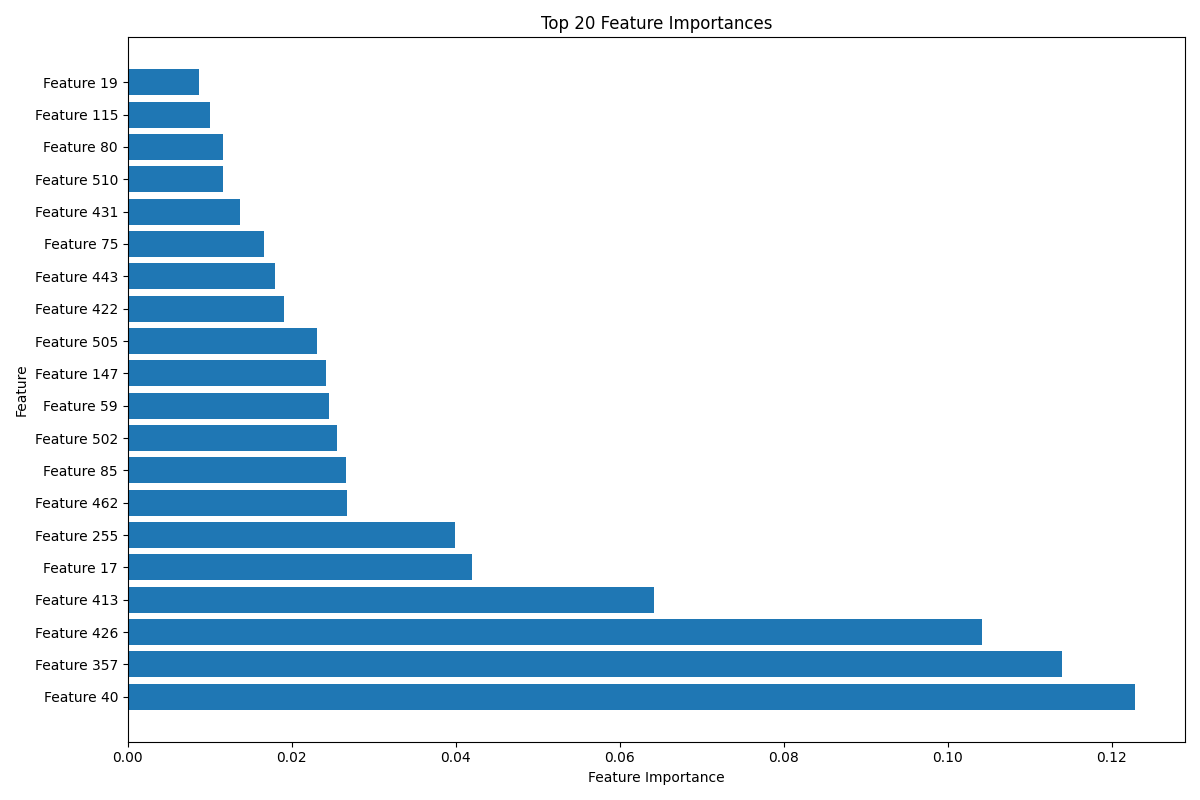 Top 20 Feature Importances
Feature 19
Feature 115
Feature 80
Feature 510
Feature 431
Feature 75
Feature 443
Feature 422
Feature 505
Feature 147
Feature 59
Feature 502
Feature 85
Feature 462
Feature 255
Feature 17
Feature 413
Feature 426
Feature 357
Feature 40
Feature
0.00 0.02 0.04 0.06 0.08 0.10 0.12
Feature Importance